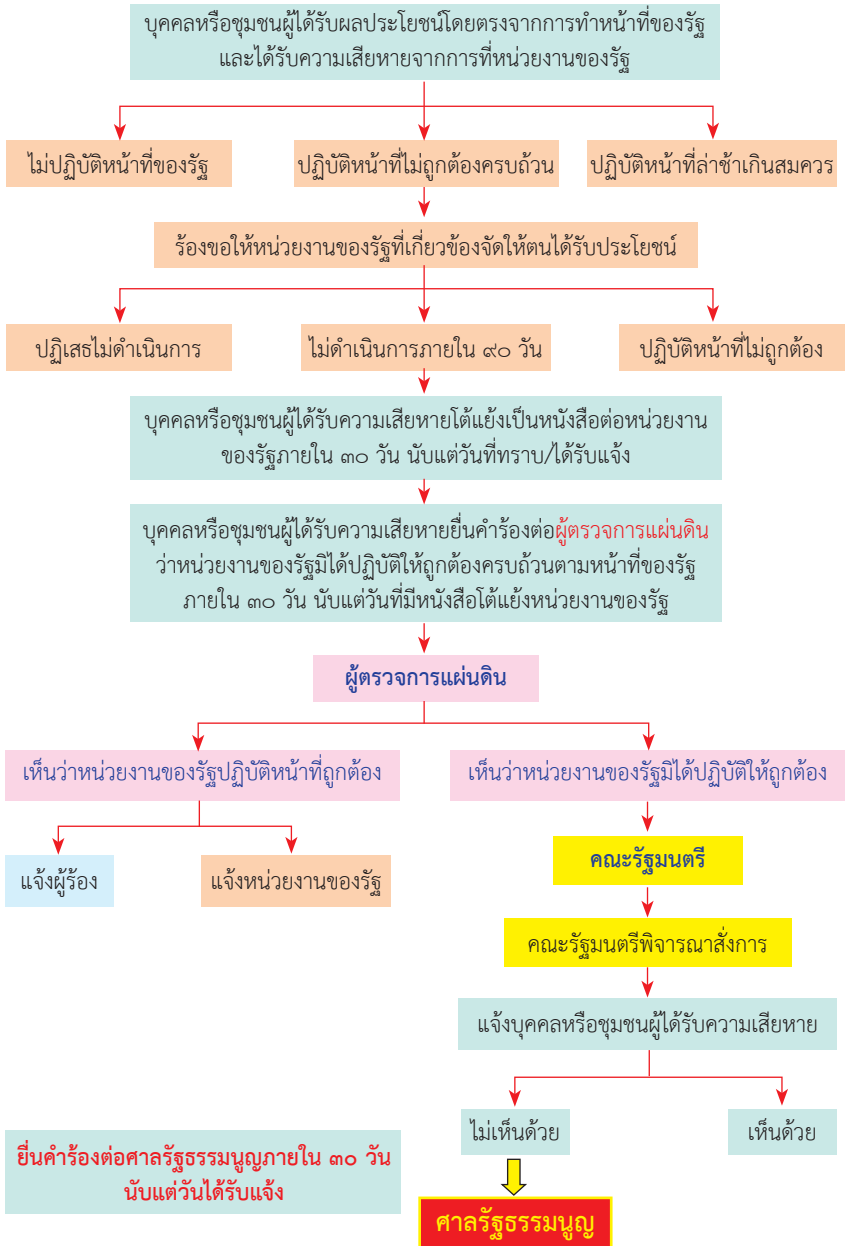 บุคคลหรือชุมชนผู้ได้รับผลประโยชน์โดยตรงจากการทำหน้าที่ของรัฐ
และได้รับความเสียหายจากการที่หน่วยงานของรัฐ
ไม่ปฏิบัติหน้าที่ของรัฐ
ปฏิบัติหน้าที่ไม่ถูกต้องครบถ้วน
ปฏิบัติหน้าที่ล่าช้าเกินสมควร
ร้องขอให้หน่วยงานของรัฐที่เกี่ยวข้องจัดให้ตนได้รับประโยชน์
ปฏิเสธไม่ดำเนินการ
ไม่ดำเนินการภายใน ๙๐ วัน
ปฏิบัติหน้าที่ไม่ถูกต้อง
บุคคลหรือชุมชนผู้ได้รับความเสียหายโต้แย้งเป็นหนังสือต่อหน่วยงาน
ของรัฐภายใน ๓๐ วัน นับแต่วันที่ทราบ/ได้รับแจ้ง
บุคคลหรือชุมชนผู้ได้รับความเสียหายยื่นคำร้องต่อผู้ตรวจการแผ่นดิน
ว่าหน่วยงานของรัฐมิได้ปฏิบัติให้ถูกต้องครบถ้วนตามหน้าที่ของรัฐ
ภายใน ๓๐ วัน นับแต่วันที่มีหนังสือโต้แย้งหน่วยงานของรัฐ
ผู้ตรวจการแผ่นดิน
เห็นว่าหน่วยงานของรัฐปฏิบัติหน้าที่ถูกต้อง
เห็นว่าหน่วยงานของรัฐมิได้ปฏิบัติให้ถูกต้อง
แจ้งผู้ร้อง
แจ้งหน่วยงานของรัฐ
คณะรัฐมนตรี
คณะรัฐมนตรีพิจารณาสั่งการ
แจ้งบุคคลหรือชุมชนผู้ได้รับความเสียหาย
ไม่เห็นด้วย
เห็นด้วย
ยื่นคำร้องต่อศาลรัฐธรรมนูญภายใน ๓๐ วัน
นับแต่วันได้รับแจ้ง
ศาลรัฐธรรมนูญ